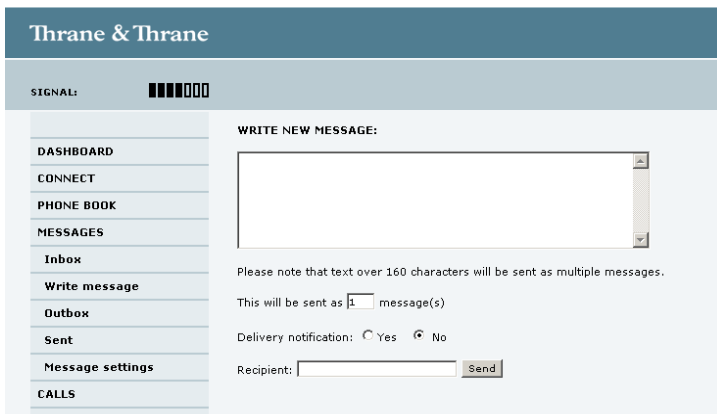 Thrane & Thrane
SIGNAL:
DASHBOARD
CONNECT
PHONE BOOK
MESSAGES
Inbox
Write message
Outbox
Sent
Message settings
CALLS
WRITE NEW MESSAGE:
Please note that text over 160 characters will be sent as multiple messages.
This will be sent as 1 message(s)
Delivery notification: Yes No
Recipient: Send